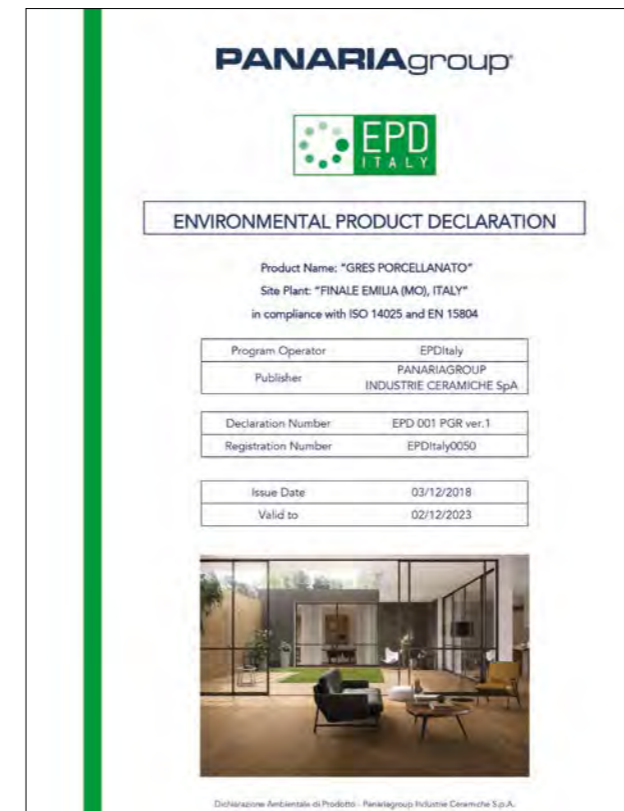 PANARIAgroup
EPD
ITALY
ENVIRONMENTAL PRODUCT DECLARATION
Product Name: "GRES PORCELLANATO"
Site Plant: "FINALE EMILIA (MO), ITALY"
in compliance with ISO 14025 and EN 15804
Program Operator EPDItaly
Publisher PANARIAGROUP
INDUSTRIE CERAMICHE SpA
Declaration Number EPD 001 PGR ver.1
Registration Number EPDItaly0050
Issue Date 03/12/2018
Valid to 02/12/2023
Dichiarazione Ambientale di Prodotto - Panariagroup Industrie Ceramiche S.p.A.